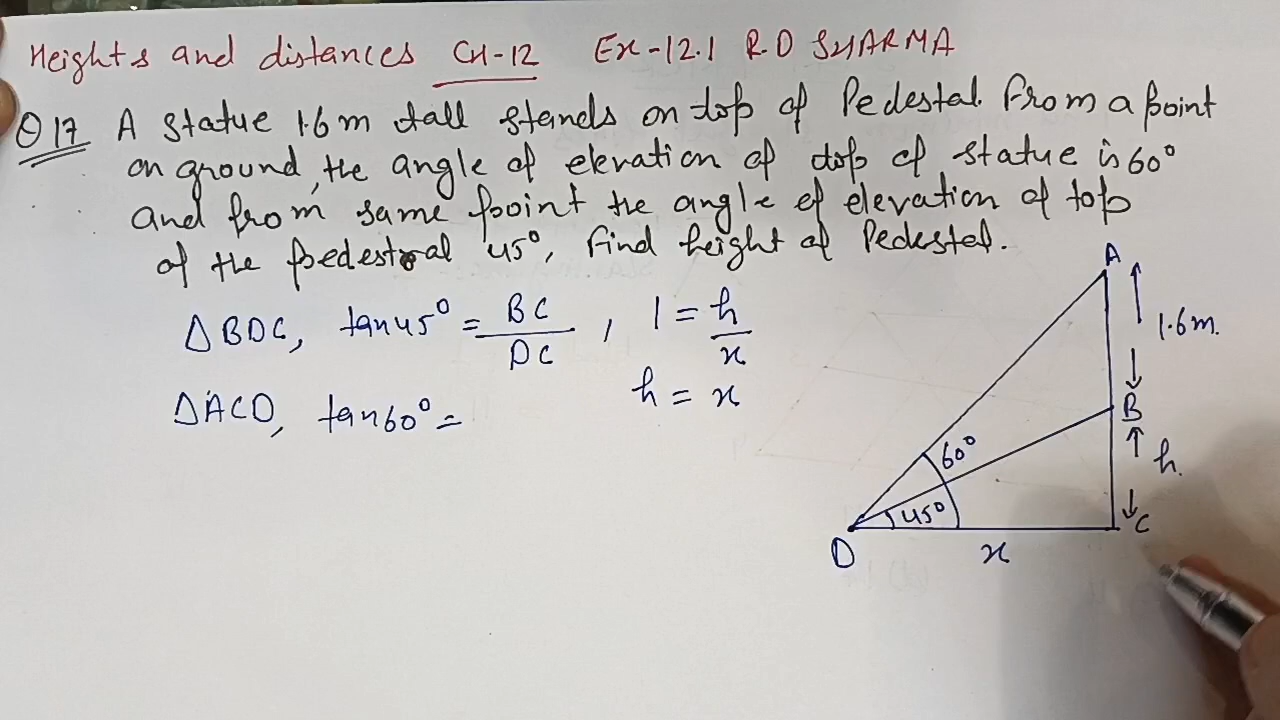 Heights and distances CH-12 Ex-12.1 R.D SHARMA
Q17 A statue 1.6m tall stands on top of Pedestal. From a point
on ground, the angle of elevation of top of statue is 60°
and from same point the angle of elevation of top
of the pedestal 45°, Find height of Pedestal.
△BDC, tan45° = BC/DC , 1 = h/x
h = x
△ACD, tan60° =
A
1.6m.
B
h.
60°
45°
C
D
x